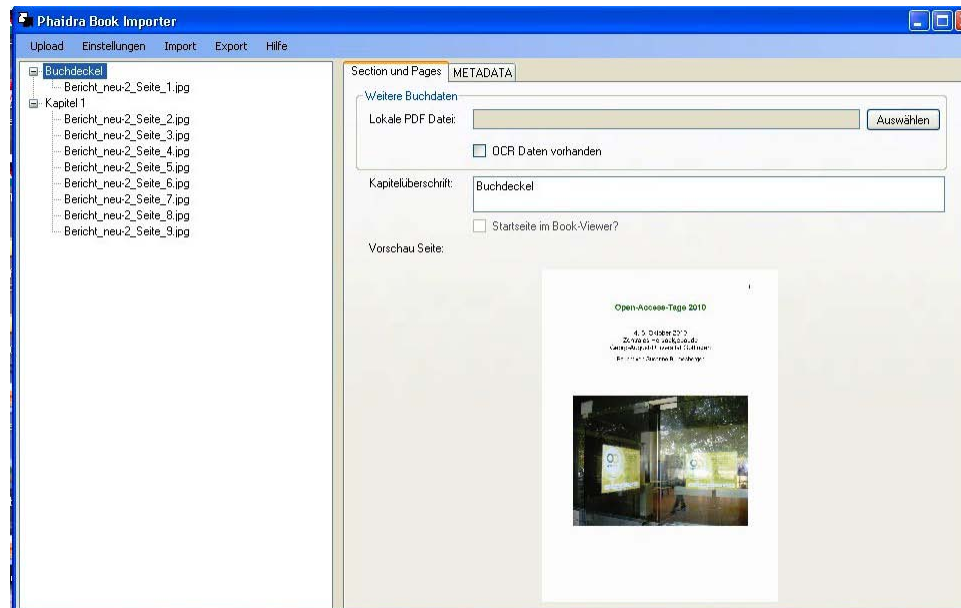 Phaidra Book Importer
Upload Einstellungen Import Export Hilfe
Buchdeckel
Bericht_neu-2_Seite_1.jpg
Kapitel 1
Bericht_neu-2_Seite_2.jpg
Bericht_neu-2_Seite_3.jpg
Bericht_neu-2_Seite_4.jpg
Bericht_neu-2_Seite_5.jpg
Bericht_neu-2_Seite_6.jpg
Bericht_neu-2_Seite_7.jpg
Bericht_neu-2_Seite_8.jpg
Bericht_neu-2_Seite_9.jpg
Section und Pages METADATA
Weitere Buchdaten
Lokale PDF Datei: Auswählen
OCR Daten vorhanden
Kapitelüberschrift: Buchdeckel
Startseite im Book-Viewer?
Vorschau Seite:
Open-Access-Tage 2010
Oktober 2010